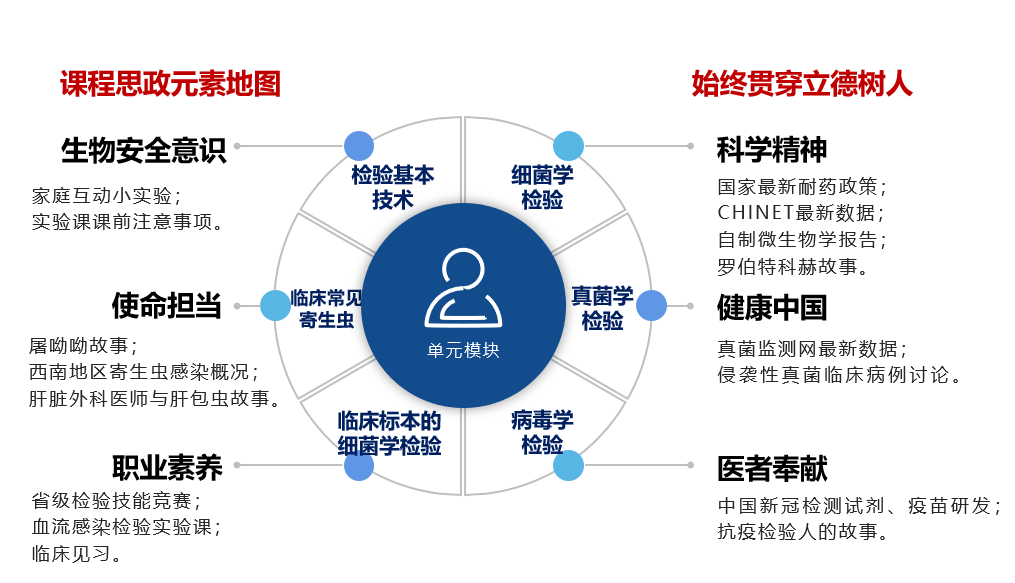 课程思政元素地图
始终贯穿立德树人
生物安全意识
家庭互动小实验；
实验课课前注意事项。
使命担当
屠呦呦故事；
西南地区寄生虫感染概况；
肝脏外科医师与肝包虫故事。
职业素养
省级检验技能竞赛；
血流感染检验实验课；
临床见习。
检验基本
技术
细菌学
检验
临床常见
寄生虫
真菌学
检验
单元模块
临床标本的
细菌学检验
病毒学
检验
科学精神
国家最新耐药政策；
CHINET最新数据；
自制微生物学报告；
罗伯特科赫故事。
健康中国
真菌监测网最新数据；
侵袭性真菌临床病例讨论。
医者奉献
中国新冠检测试剂、疫苗研发；
抗疫检验人的故事。